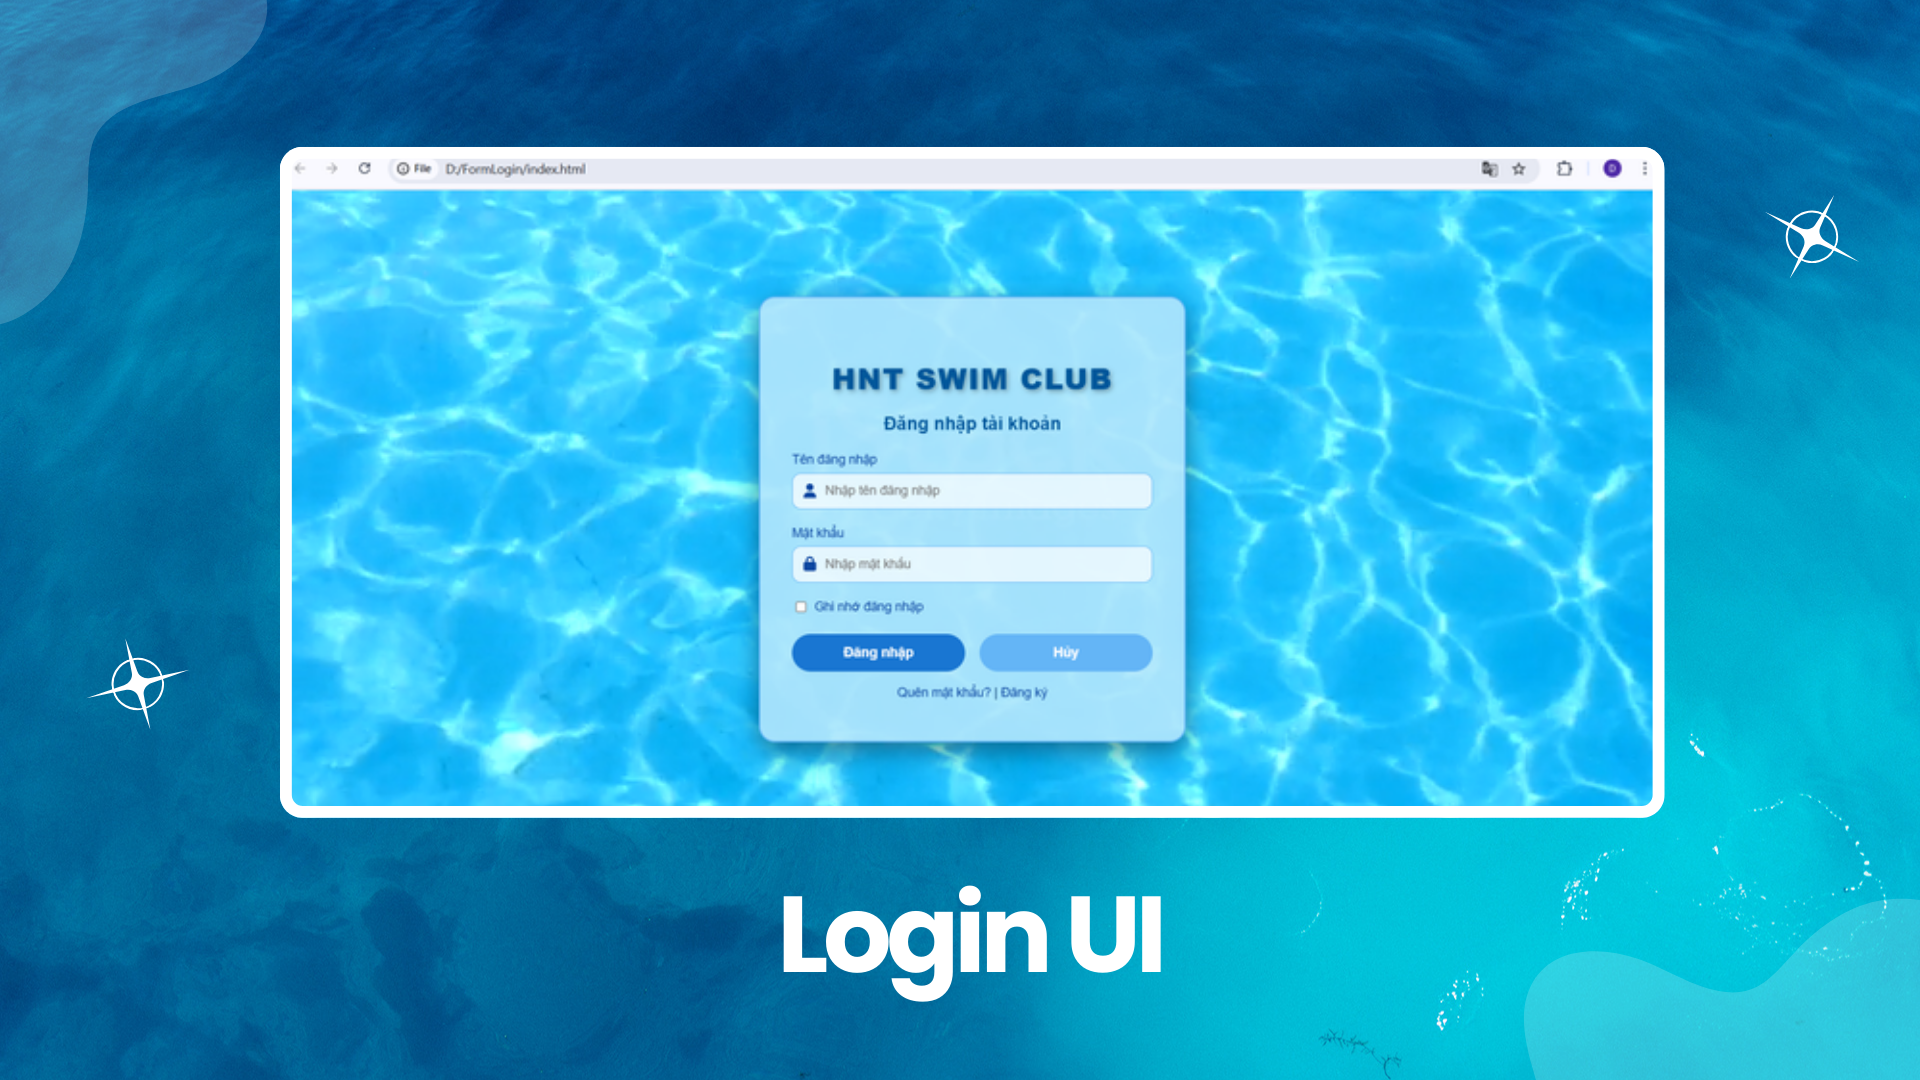 File D:/FormLogin/index.html
D
HNT SWIM CLUB
Đăng nhập tài khoản
Tên đăng nhập
Nhập tên đăng nhập
Mật khẩu
Nhập mật khẩu
Ghi nhớ đăng nhập
Đăng nhập
Hủy
Quên mật khẩu? | Đăng ký
Login UI